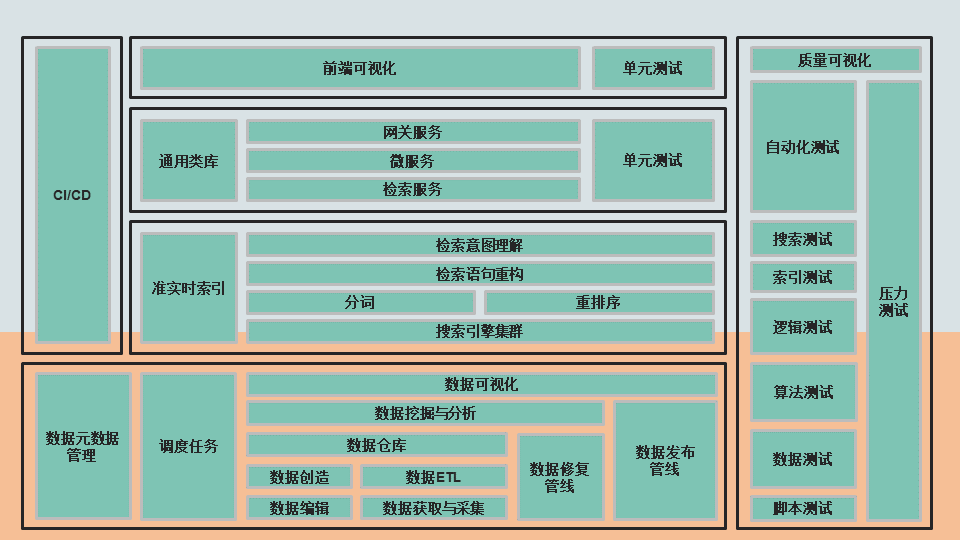 CI/CD
前端可视化
单元测试
通用类库
网关服务
微服务
检索服务
单元测试
准实时索引
检索意图理解
检索语句重构
分词
重排序
搜索引擎集群
数据元数据
管理
调度任务
数据可视化
数据挖掘与分析
数据仓库
数据创造
数据ETL
数据编辑
数据获取与采集
数据修复
管线
数据发布
管线
质量可视化
自动化测试
搜索测试
索引测试
逻辑测试
算法测试
数据测试
脚本测试
压力
测试